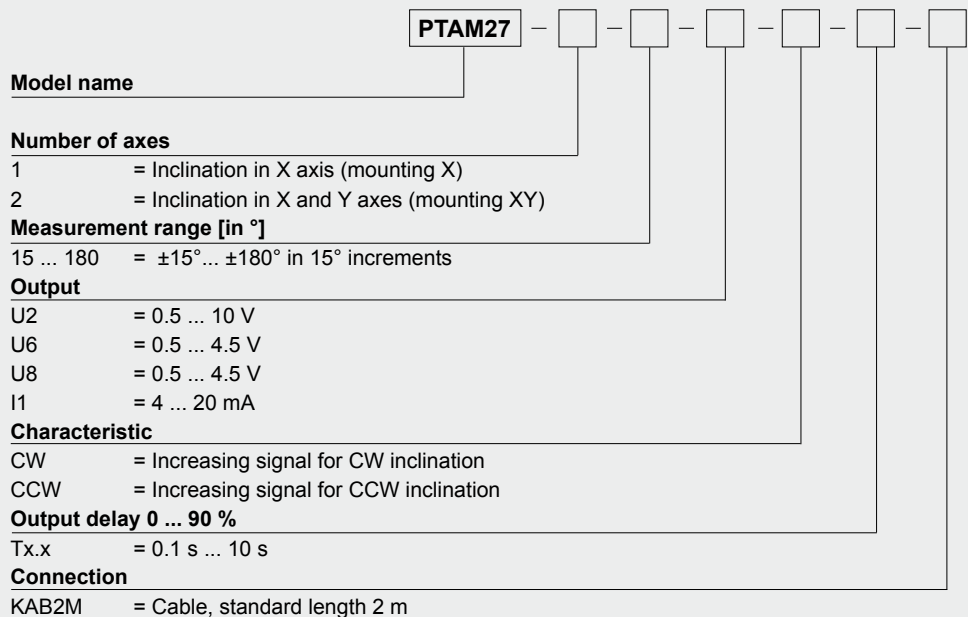 PTAM27 – – – – – –
Model name
Number of axes
1 = Inclination in X axis (mounting X)
2 = Inclination in X and Y axes (mounting XY)
Measurement range [in °]
15 ... 180 = ±15°... ±180° in 15° increments
Output
U2 = 0.5 ... 10 V
U6 = 0.5 ... 4.5 V
U8 = 0.5 ... 4.5 V
I1 = 4 ... 20 mA
Characteristic
CW = Increasing signal for CW inclination
CCW = Increasing signal for CCW inclination
Output delay 0 ... 90 %
Tx.x = 0.1 s ... 10 s
Connection
KAB2M = Cable, standard length 2 m